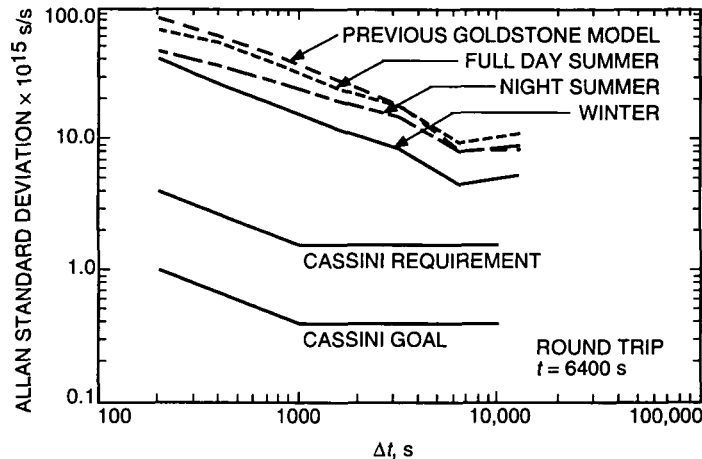 ALLAN STANDARD DEVIATION × 10¹⁵ s/s
100.0
10.0
1.0
0.1
PREVIOUS GOLDSTONE MODEL
FULL DAY SUMMER
NIGHT SUMMER
WINTER
CASSINI REQUIREMENT
CASSINI GOAL
ROUND TRIP
t = 6400 s
100
1000
10,000
100,000
Δt, s